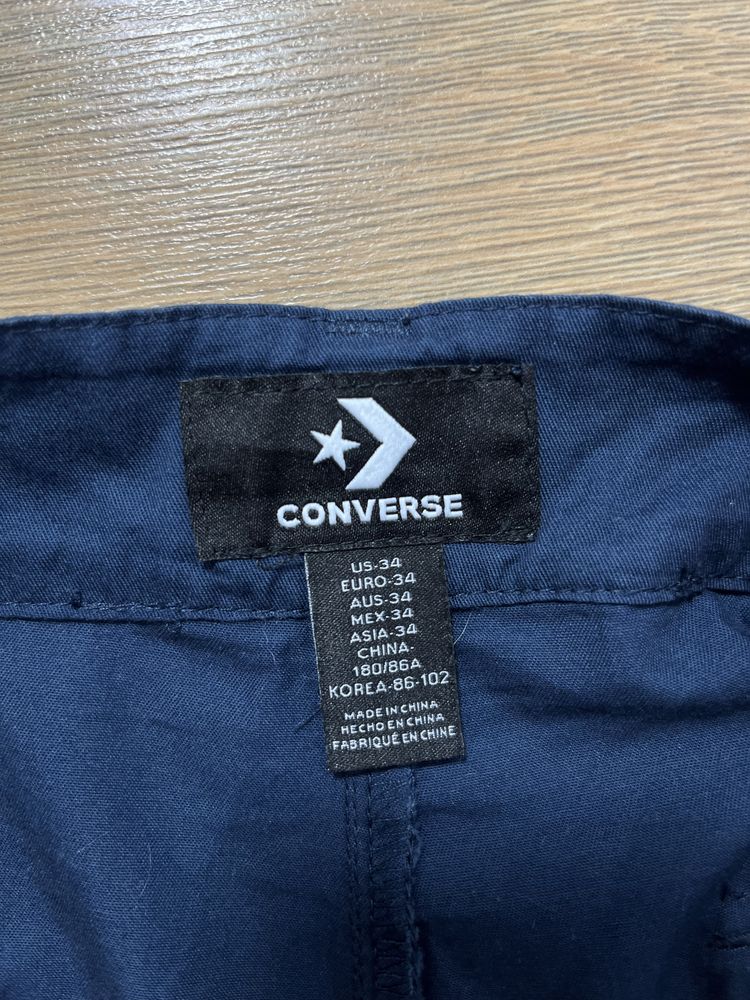 CONVERSE
US-34
EURO-34
AUS-34
MEX-34
ASIA-34
CHINA-
180/86A
KOREA-86-102
MADE IN CHINA
HECHO EN CHINA
FABRIQUÉ EN CHINE